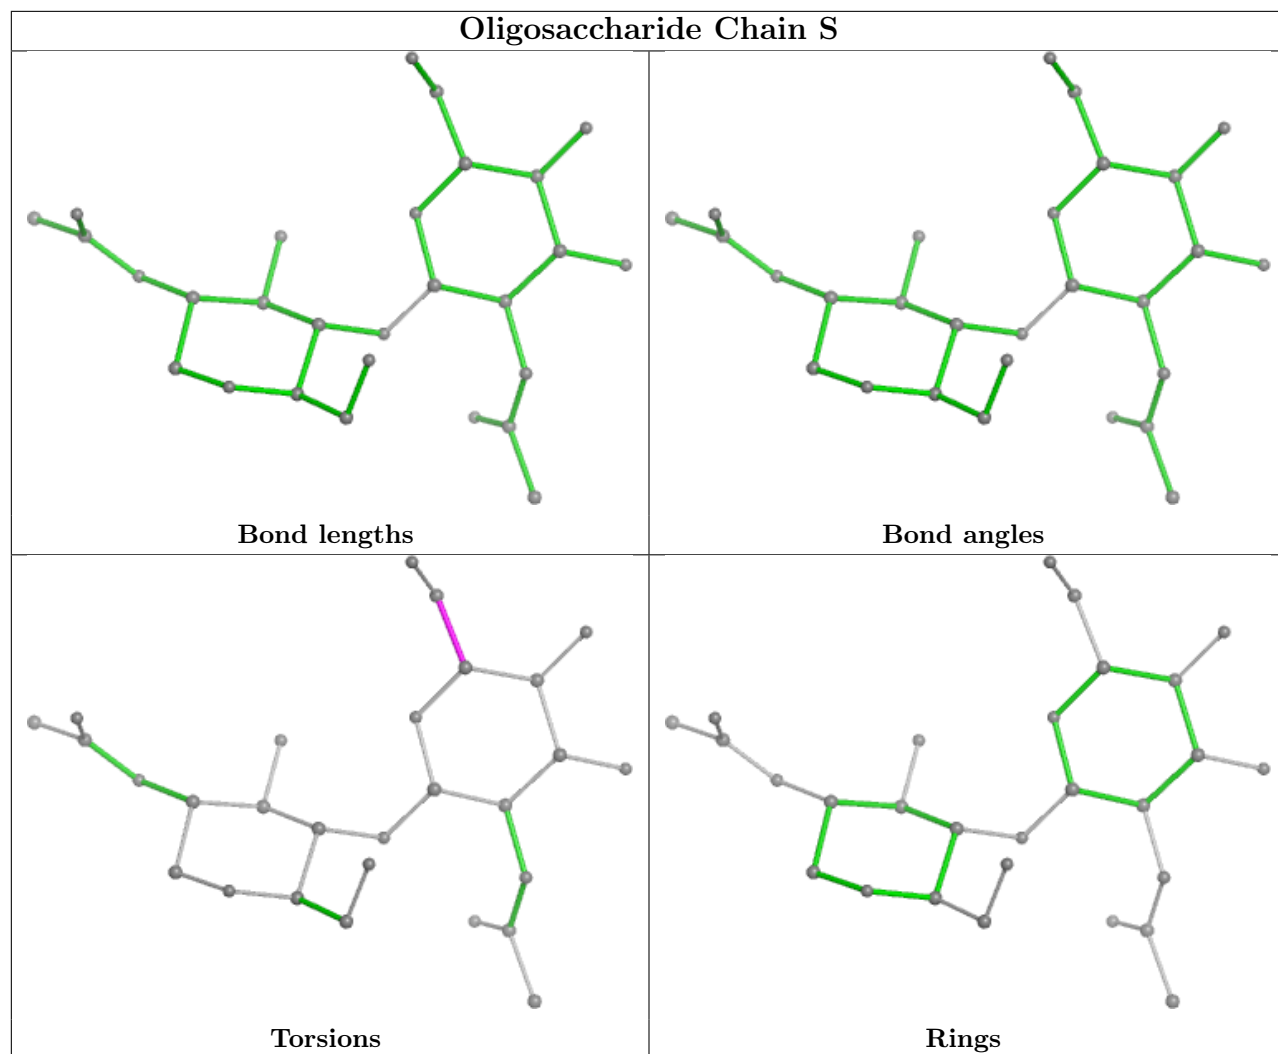 Oligosaccharide Chain S
Bond lengths
Bond angles
Torsions
Rings